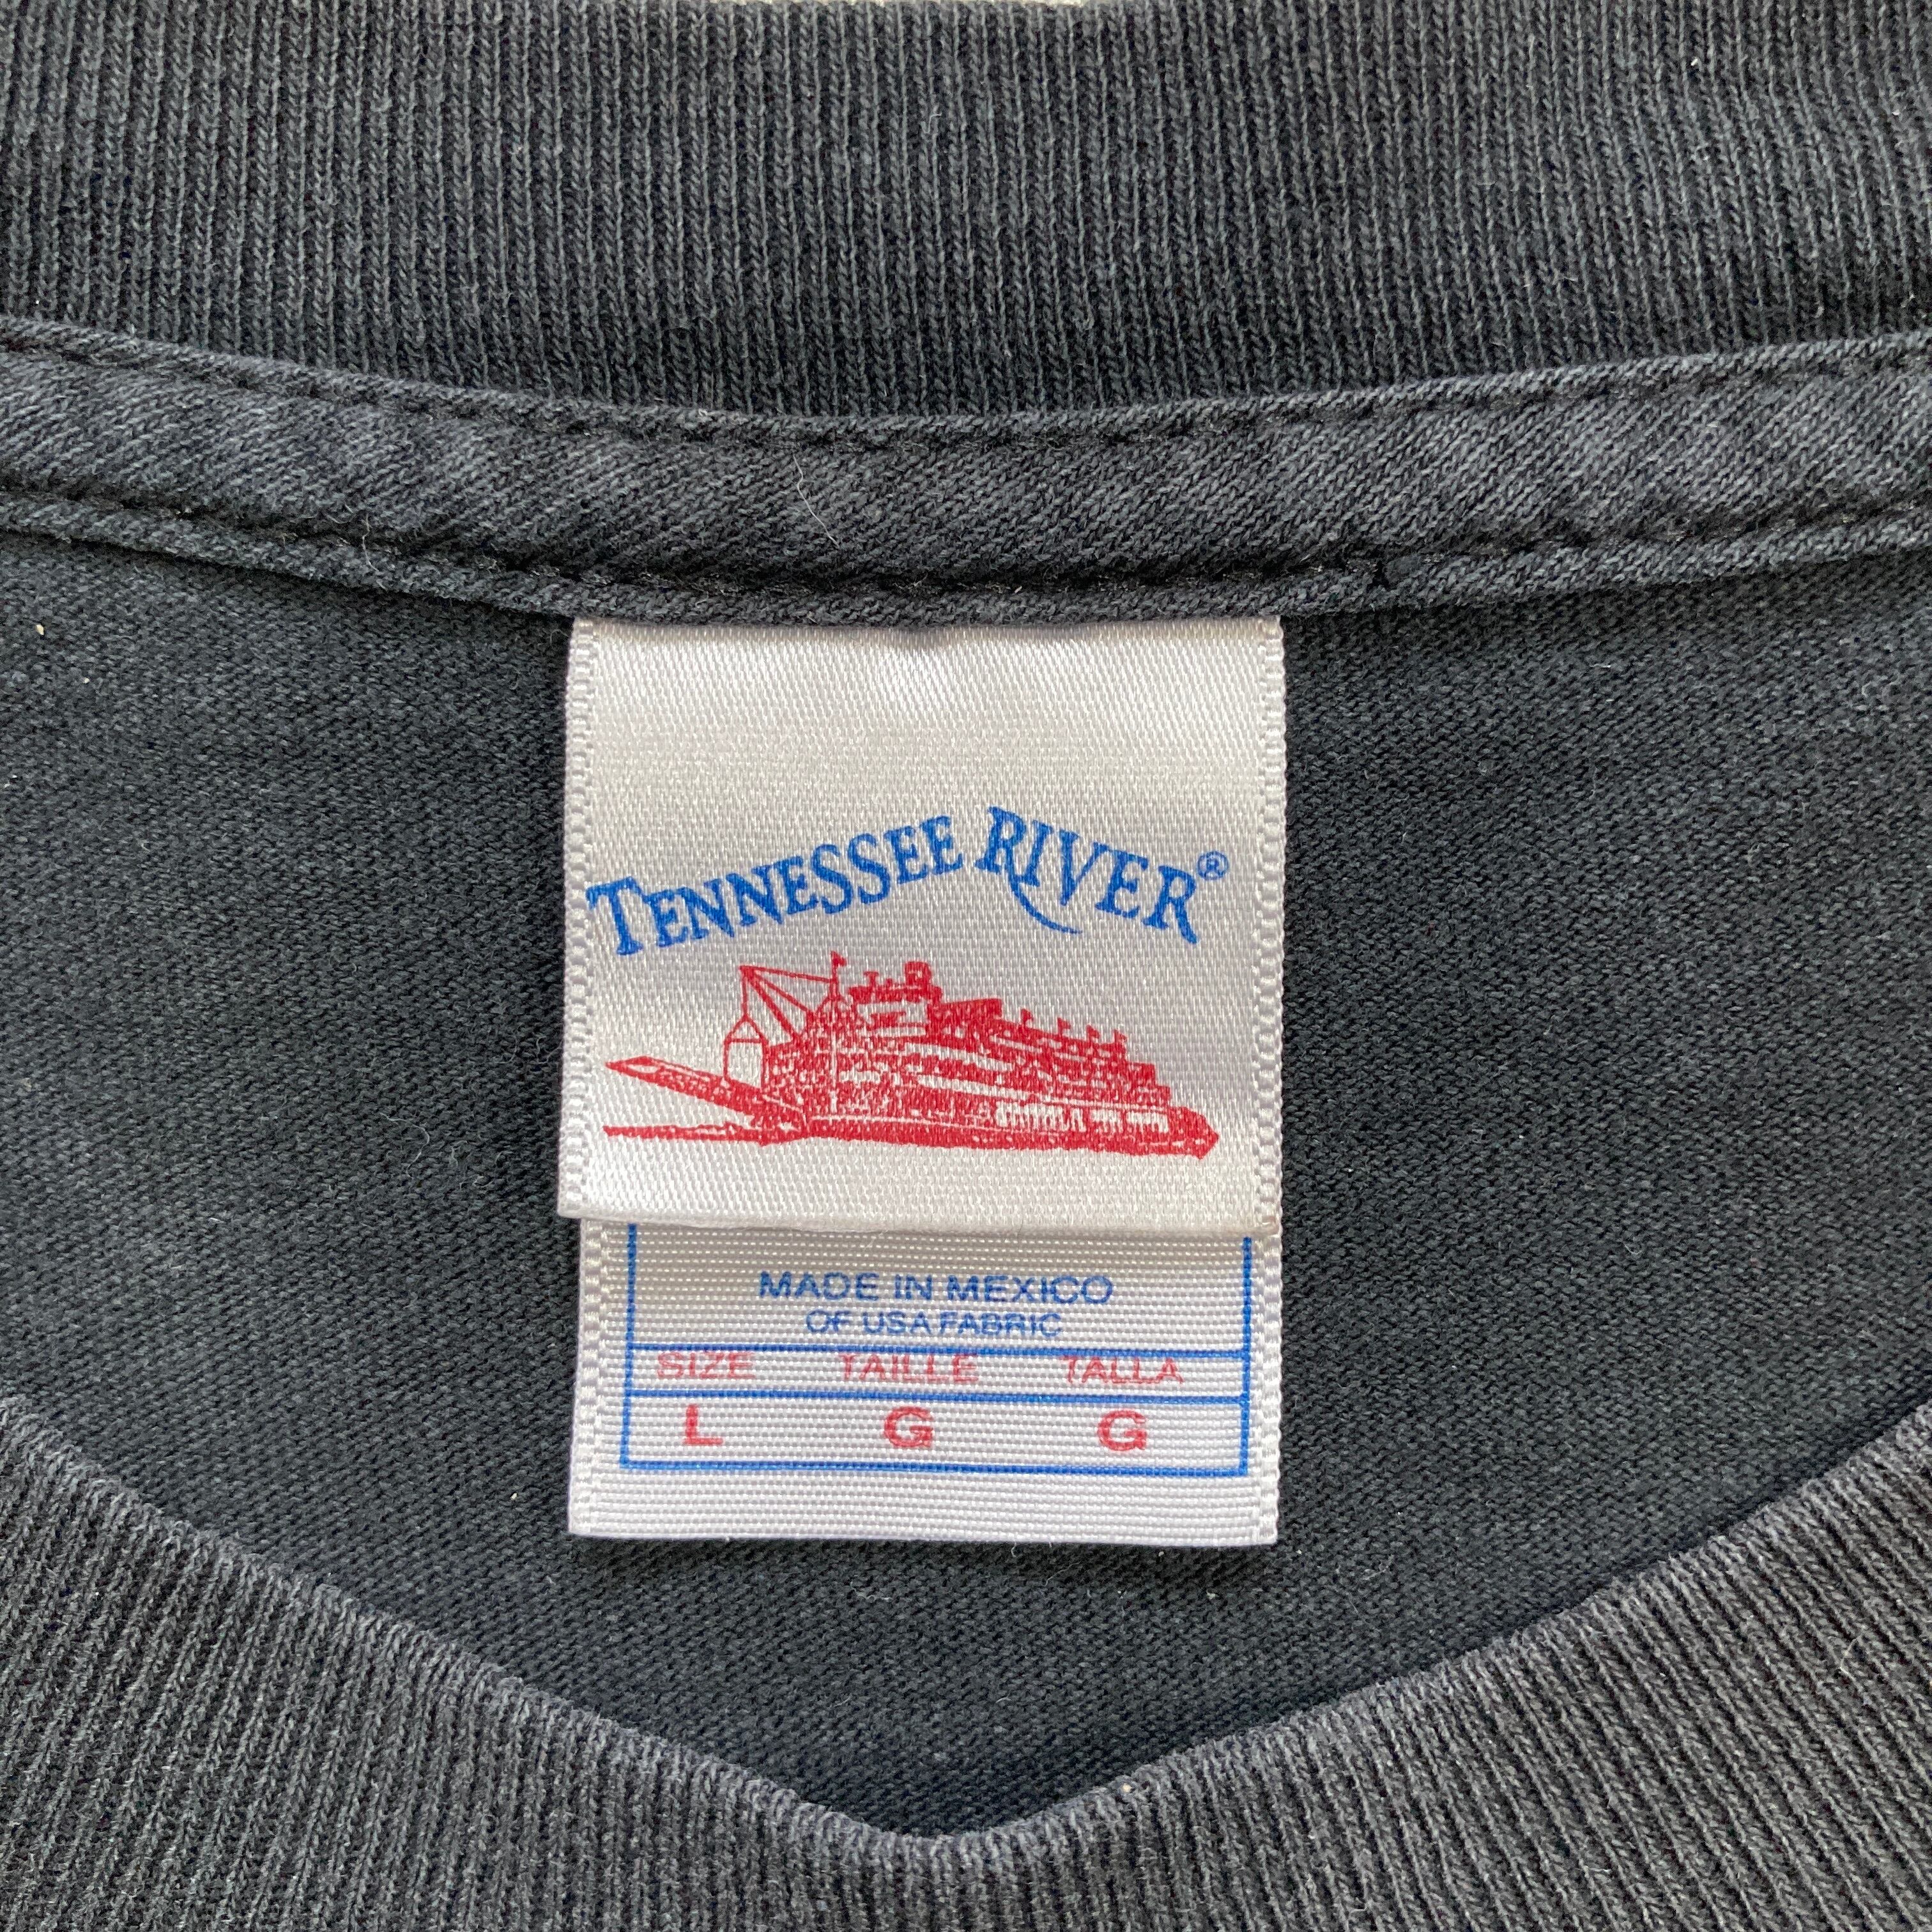 TENNESSEE RIVER®
MADE IN MEXICO
OF USA FABRIC
SIZE TAILLE TALLA
L G G